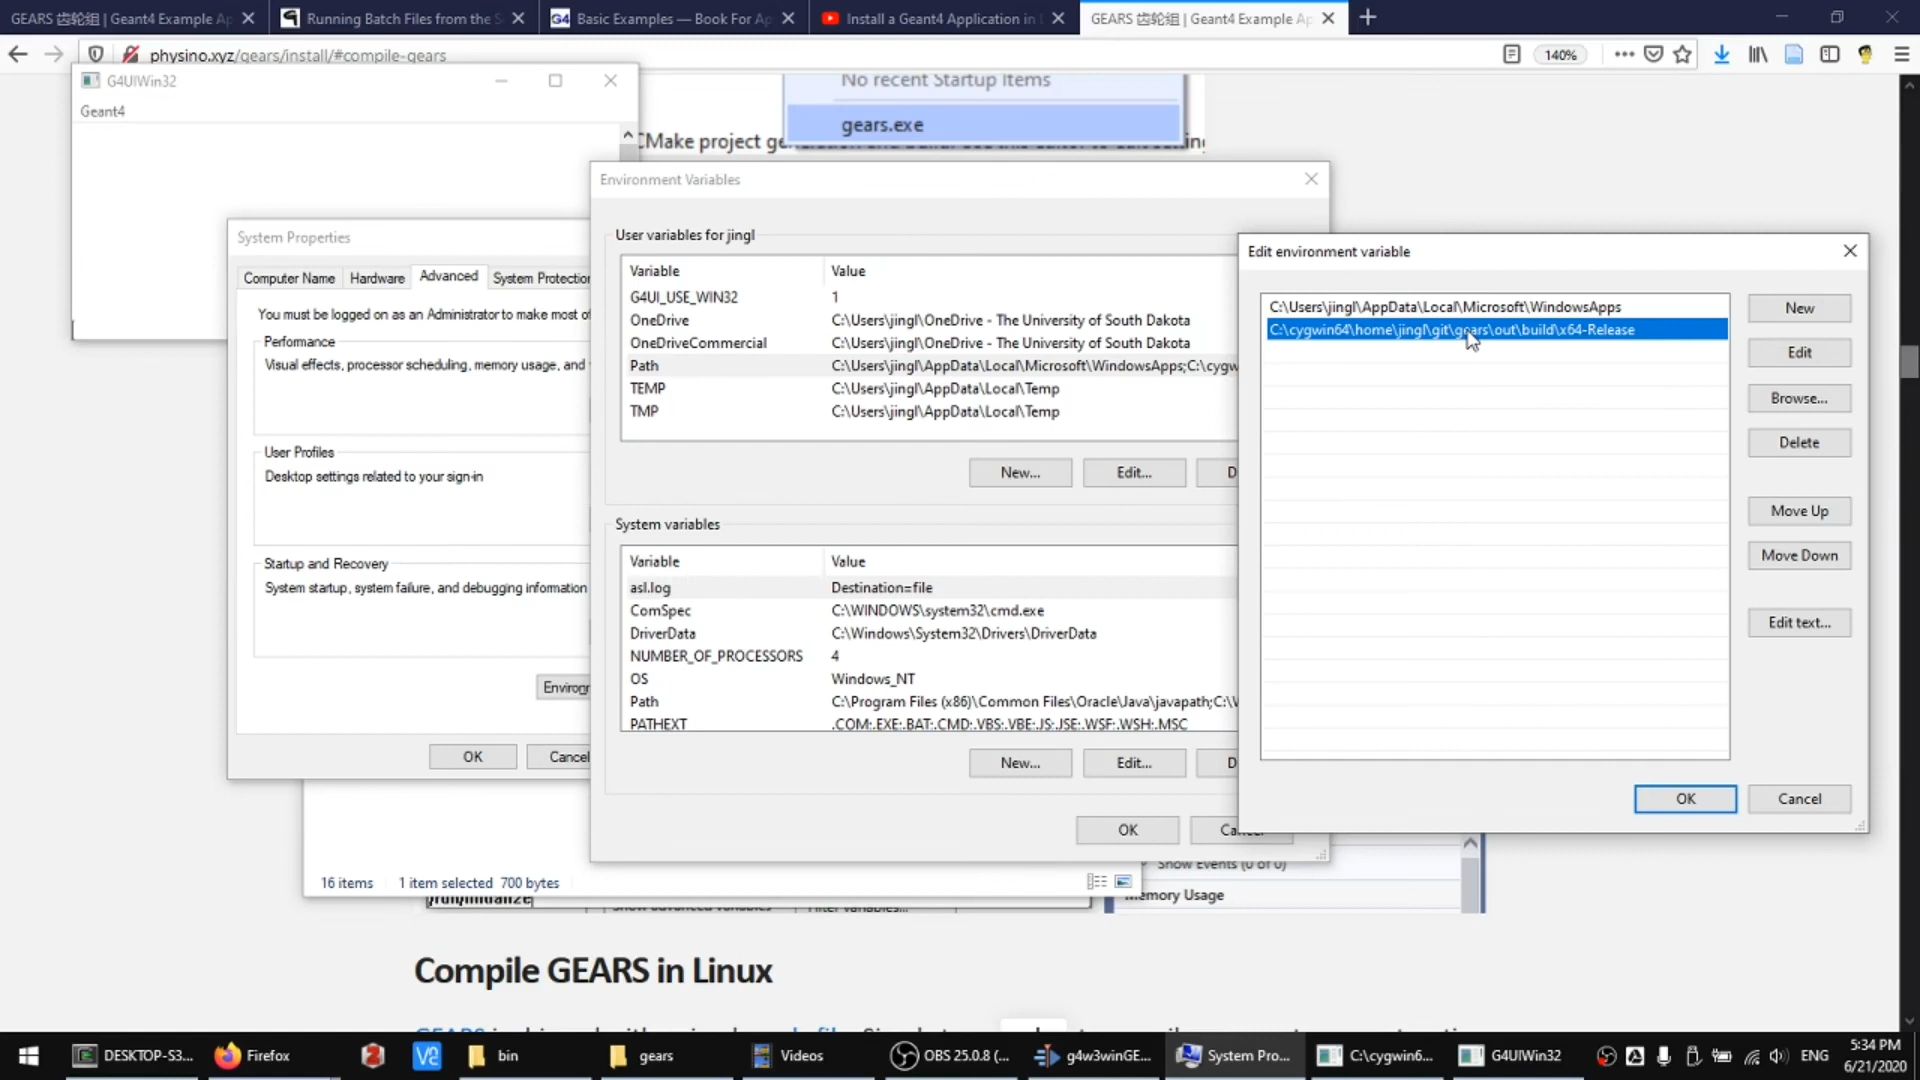 GEARS 齿轮组 | Geant4 Example Ap
Running Batch Files from the S
Basic Examples — Book For Ap
Install a Geant4 Application in
GEARS 齿轮组 | Geant4 Example Ap
physino.xyz/gears/install/#compile-gears
140%
G4UIWin32
Geant4
No recent Startup Items
gears.exe
Environment Variables
User variables for jingl
Variable Value
G4UI_USE_WIN32 1
OneDrive C:\Users\jingl\OneDrive - The University of South Dakota
OneDriveCommercial C:\Users\jingl\OneDrive - The University of South Dakota
Path C:\Users\jingl\AppData\Local\Microsoft\WindowsApps;C:\cygw
TEMP C:\Users\jingl\AppData\Local\Temp
TMP C:\Users\jingl\AppData\Local\Temp
New...
Edit...
D
System variables
Variable Value
asl.log Destination=file
ComSpec C:\WINDOWS\system32\cmd.exe
DriverData C:\Windows\System32\Drivers\DriverData
NUMBER_OF_PROCESSORS 4
OS Windows_NT
Path C:\Program Files (x86)\Common Files\Oracle\Java\javapath;C:\
PATHEXT .COM;.EXE;.BAT;.CMD;.VBS;.VBE;.JS;.JSE;.WSF;.WSH;.MSC
New...
Edit...
D
OK
System Properties
Computer Name
Hardware
Advanced
System Protection
You must be logged on as an Administrator to make most of
Performance
Visual effects, processor scheduling, memory usage, and
User Profiles
Desktop settings related to your sign-in
Startup and Recovery
System startup, system failure, and debugging information
Environ
OK
Cancel
Edit environment variable
C:\Users\jingl\AppData\Local\Microsoft\WindowsApps
C:\cygwin64\home\jingl\git\gears\out\build\x64-Release
New
Edit
Browse...
Delete
Move Up
Move Down
Edit text...
OK
Cancel
Show Events (0 of 0)
Memory Usage
16 items
1 item selected 700 bytes
Compile GEARS in Linux
DESKTOP-S3...
Firefox
bin
gears
Videos
OBS 25.0.8 (...
g4w3winGE...
System Pro...
C:\cygwin6...
G4UIWin32
ENG
5:34 PM
6/21/2020